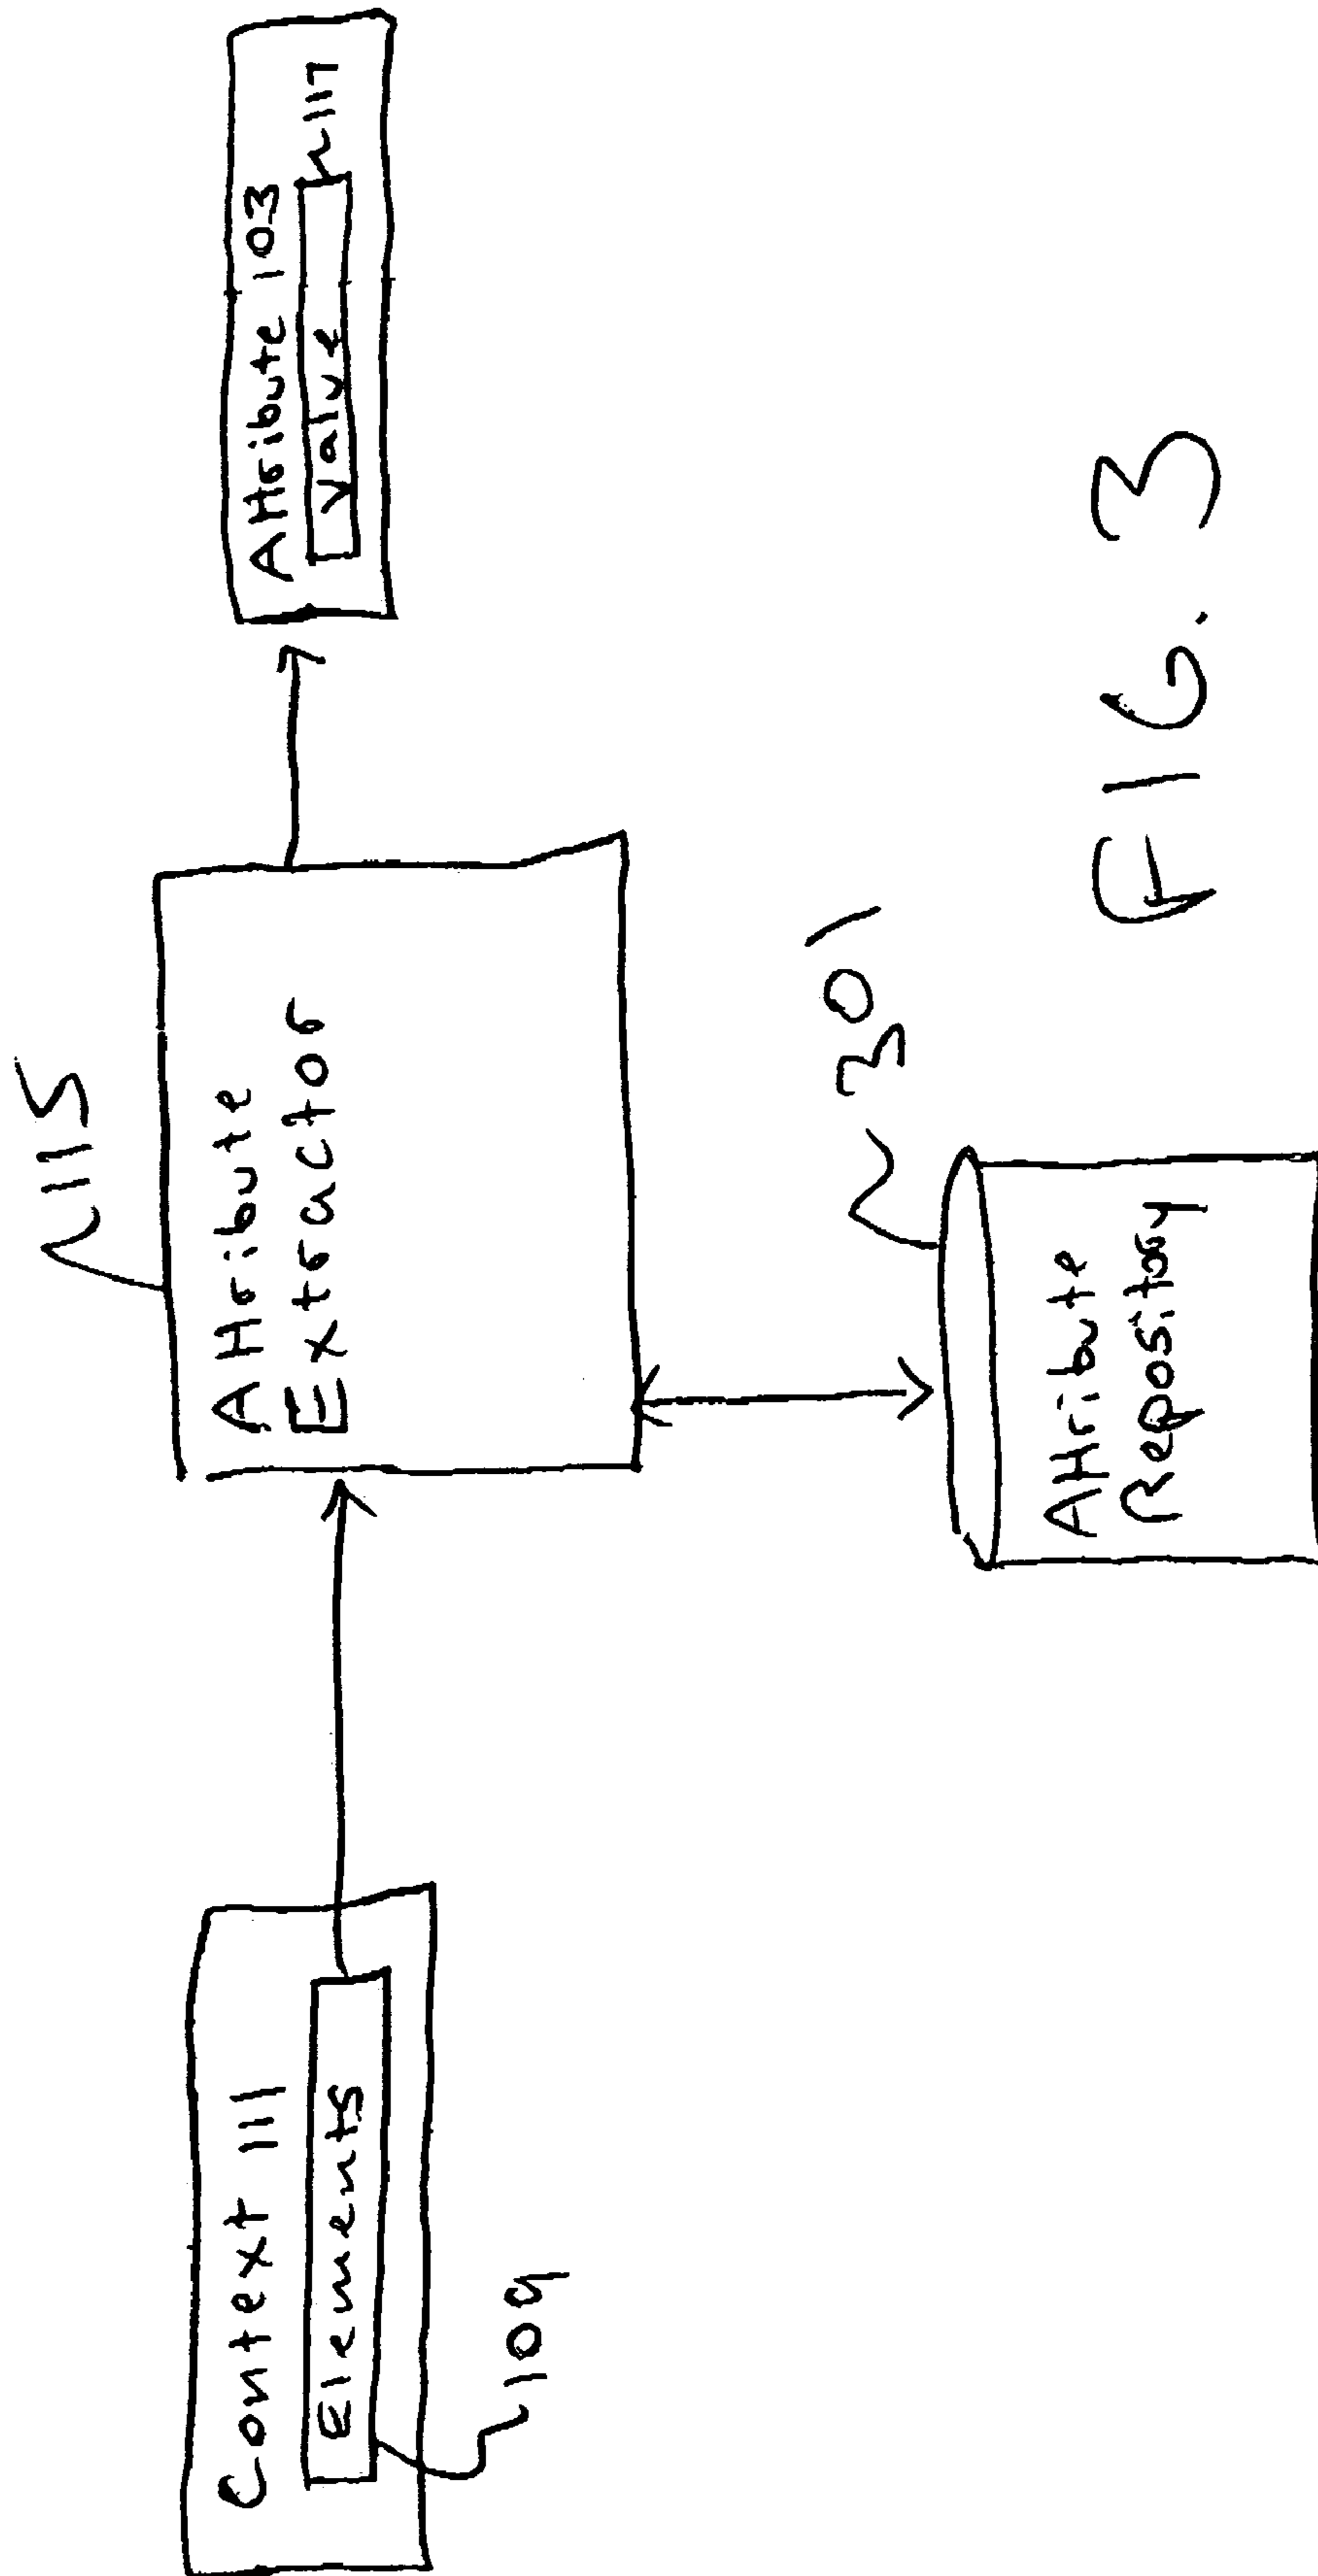 Context 111
Elements
109
115
Attribute
Extractor
Attribute 103
Value
117
301
Attribute
Repository
FIG. 3